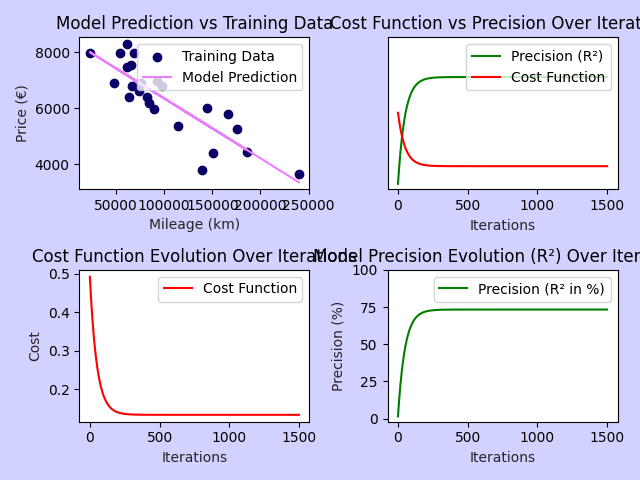 Model Prediction vs Training Data
Cost Function vs Precision Over Iterat
8000
6000
4000
Price (€)
Training Data
Model Prediction
50000
100000
150000
200000
250000
Mileage (km)
Precision (R²)
Cost Function
0
500
1000
1500
Iterations
Cost Function Evolution Over Iterations
Model Precision Evolution (R²) Over Iter
0.5
0.4
0.3
0.2
Cost
Cost Function
0
500
1000
1500
Iterations
100
75
50
25
0
Precision (%)
Precision (R² in %)
0
500
1000
1500
Iterations